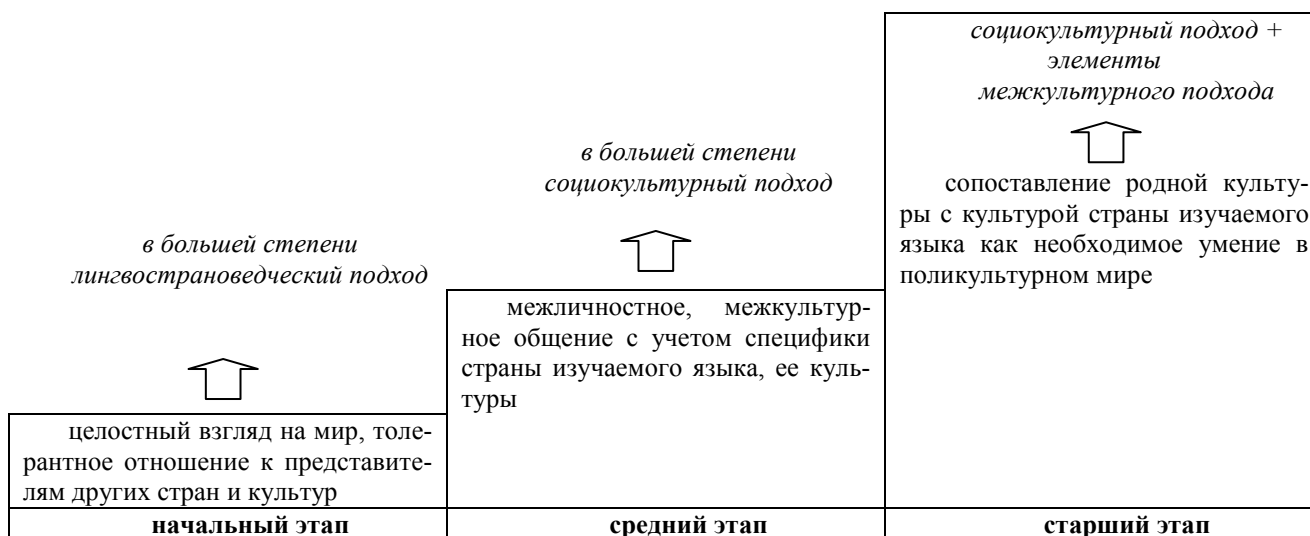 социокультурный подход +
элементы
межкультурного подхода
в большей степени
социокультурный подход
сопоставление родной культу-
ры с культурой страны изучаемого
языка как необходимое умение в
поликультурном мире
в большей степени
лингвострановедческий подход
межличностное, межкультур-
ное общение с учетом специфики
страны изучаемого языка, ее куль-
туры
целостный взгляд на мир, толе-
рантное отношение к представите-
лям других стран и культур
начальный этап
средний этап
старший этап